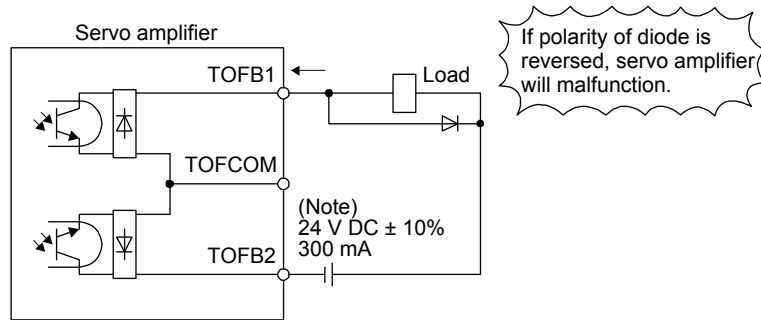 Servo amplifier
TOFB1
Load
If polarity of diode is
reversed, servo amplifier
will malfunction.
TOFCOM
(Note)
24 V DC ± 10%
300 mA
TOFB2